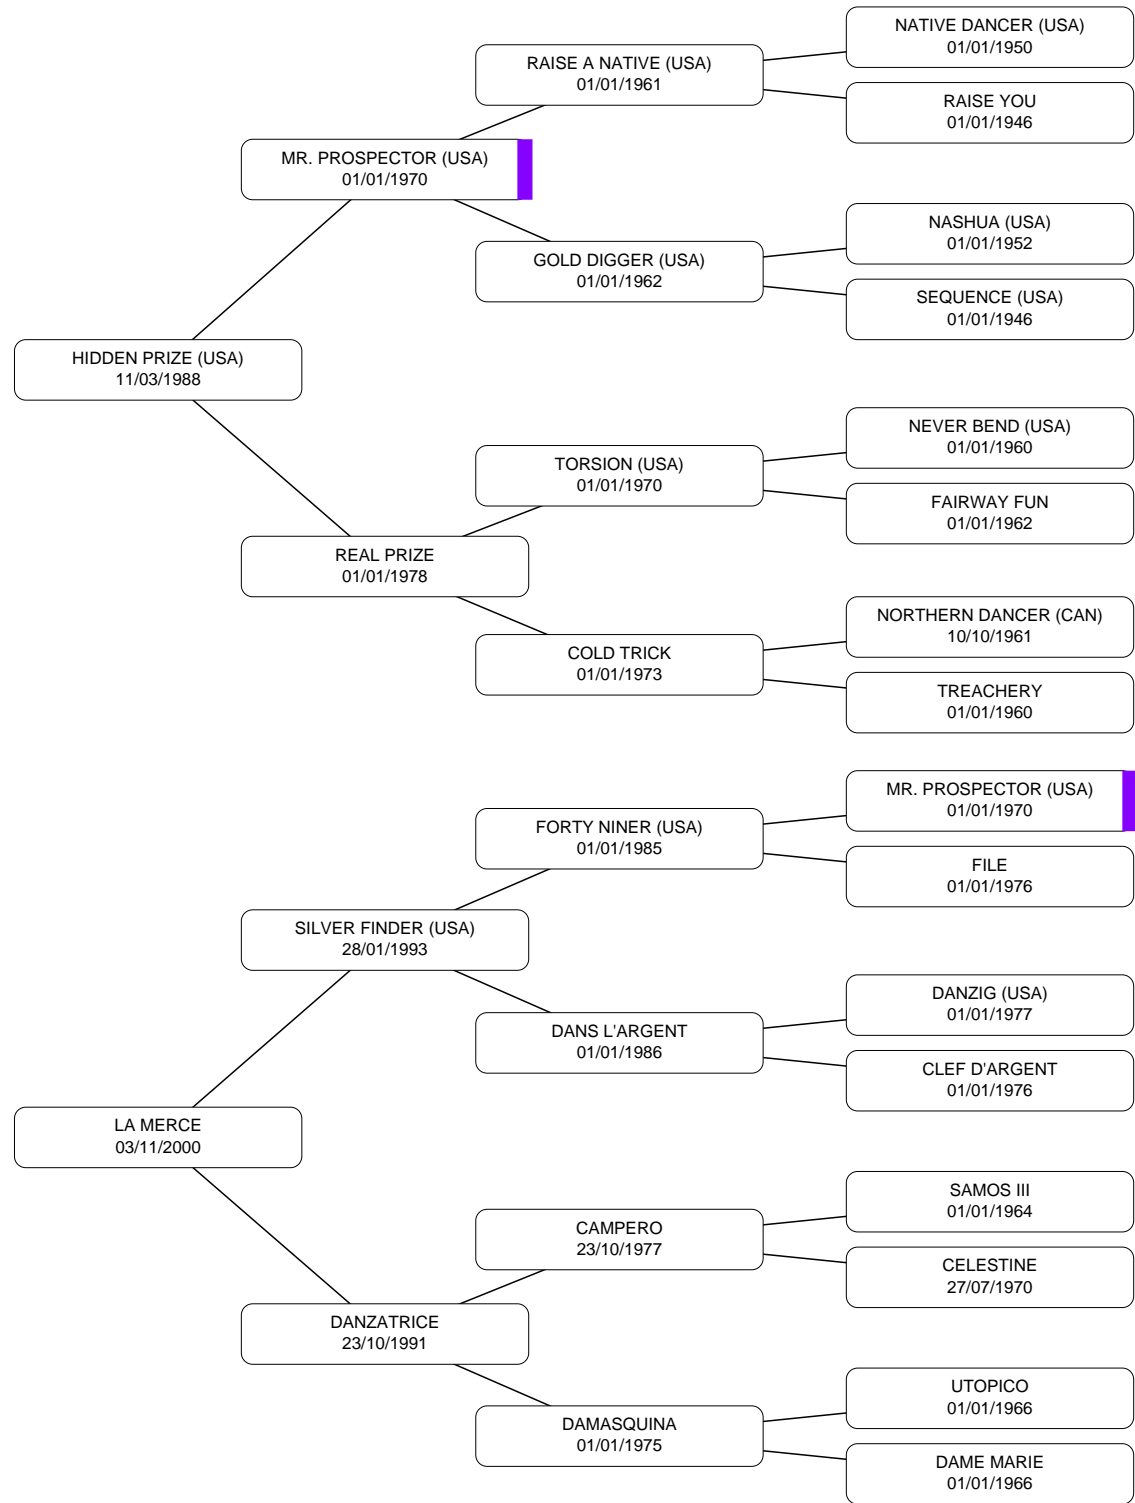 NATIVE DANCER (USA)
01/01/1950
RAISE A NATIVE (USA)
01/01/1961
RAISE YOU
01/01/1946
MR. PROSPECTOR (USA)
01/01/1970
NASHUA (USA)
01/01/1952
GOLD DIGGER (USA)
01/01/1962
SEQUENCE (USA)
01/01/1946
HIDDEN PRIZE (USA)
11/03/1988
NEVER BEND (USA)
01/01/1960
TORSION (USA)
01/01/1970
FAIRWAY FUN
01/01/1962
REAL PRIZE
01/01/1978
NORTHERN DANCER (CAN)
10/10/1961
COLD TRICK
01/01/1973
TREACHERY
01/01/1960
MR. PROSPECTOR (USA)
01/01/1970
FORTY NINER (USA)
01/01/1985
FILE
01/01/1976
SILVER FINDER (USA)
28/01/1993
DANZIG (USA)
01/01/1977
DANS L'ARGENT
01/01/1986
CLEF D'ARGENT
01/01/1976
LA MERCE
03/11/2000
SAMOS III
01/01/1964
CAMPERO
23/10/1977
CELESTINE
27/07/1970
DANZATRICE
23/10/1991
UTOPICO
01/01/1966
DAMASQUINA
01/01/1975
DAME MARIE
01/01/1966